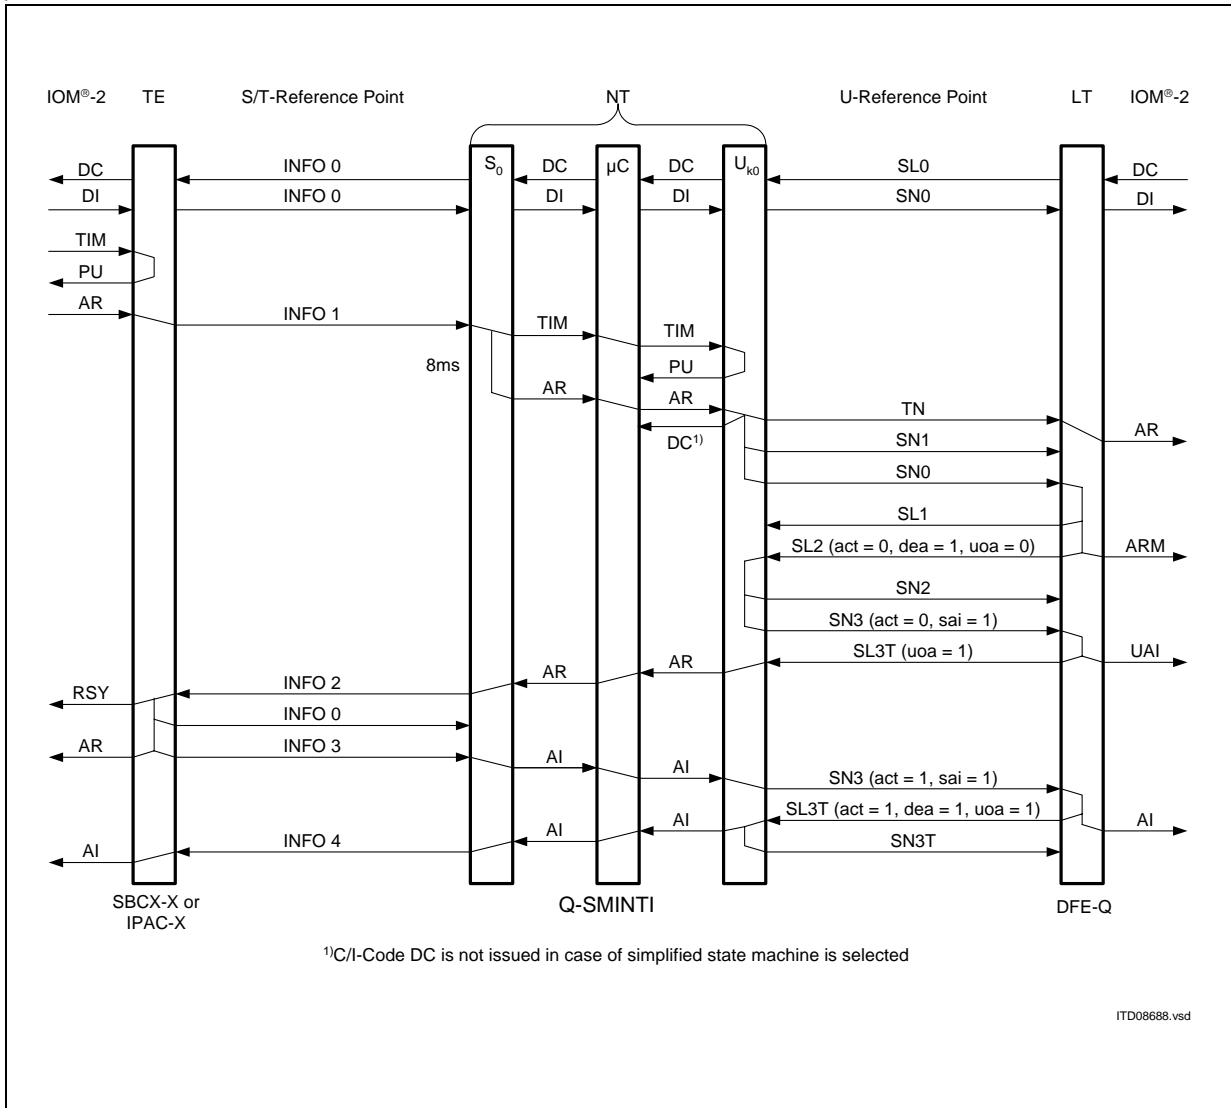 IOM®-2 TE S/T-Reference Point NT U-Reference Point LT IOM®-2
S0 µC Uk0
DC INFO 0 DC DC SL0 DC
DI INFO 0 DI DI SN0 DI
TIM
PU
AR INFO 1 TIM TIM
8ms PU
AR AR TN AR
DC1)
SN1
SN0
SL1
SL2 (act = 0, dea = 1, uoa = 0) ARM
SN2
SN3 (act = 0, sai = 1)
AR AR SL3T (uoa = 1) UAI
RSY INFO 2
INFO 0
AR INFO 3 AI AI SN3 (act = 1, sai = 1)
SL3T (act = 1, dea = 1, uoa = 1)
AI INFO 4 AI AI SN3T AI
SBCX-X or
IPAC-X
Q-SMINTI
DFE-Q
1)C/I-Code DC is not issued in case of simplified state machine is selected
ITD08688.vsd